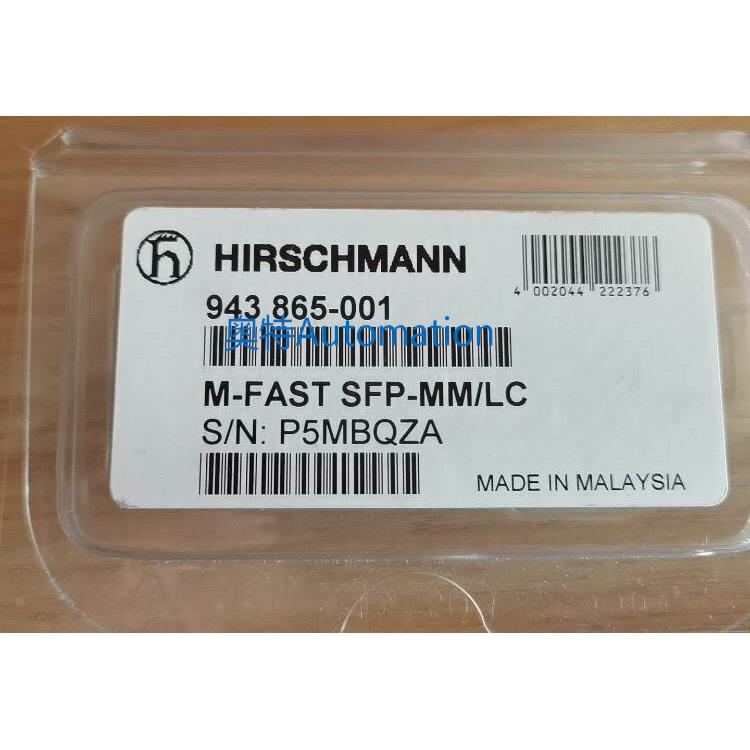 HIRSCHMANN
4 002044 222376
943 865-001
奥特Automation
M-FAST SFP-MM/LC
S/N: P5MBQZA
MADE IN MALAYSIA